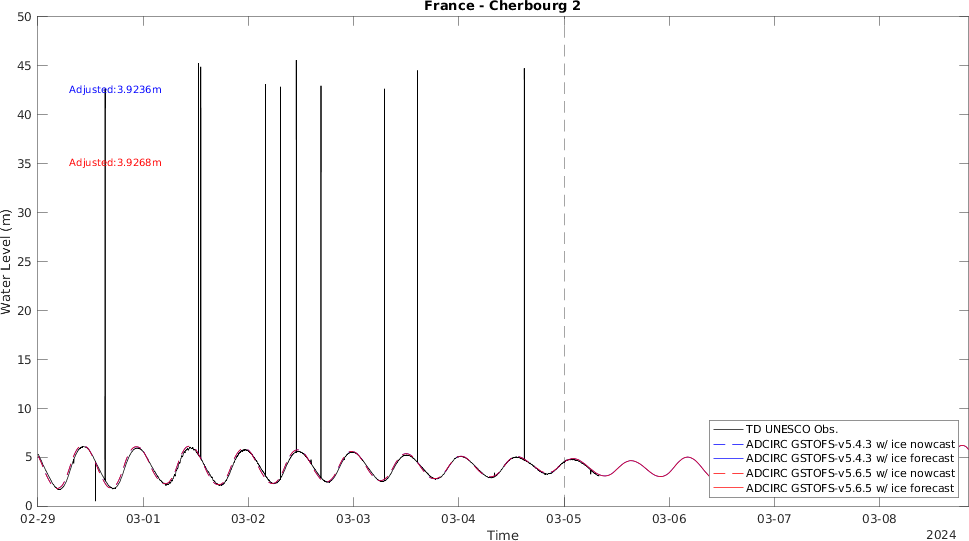 France - Cherbourg 2
50
45
40
35
30
25
20
15
10
5
0
Water Level (m)
Adjusted:3.9236m
Adjusted:3.9268m
TD UNESCO Obs.
ADCIRC GSTOFS-v5.4.3 w/ ice nowcast
ADCIRC GSTOFS-v5.4.3 w/ ice forecast
ADCIRC GSTOFS-v5.6.5 w/ ice nowcast
ADCIRC GSTOFS-v5.6.5 w/ ice forecast
02-29 03-01 03-02 03-03 03-04 03-05 03-06 03-07 03-08
Time
2024